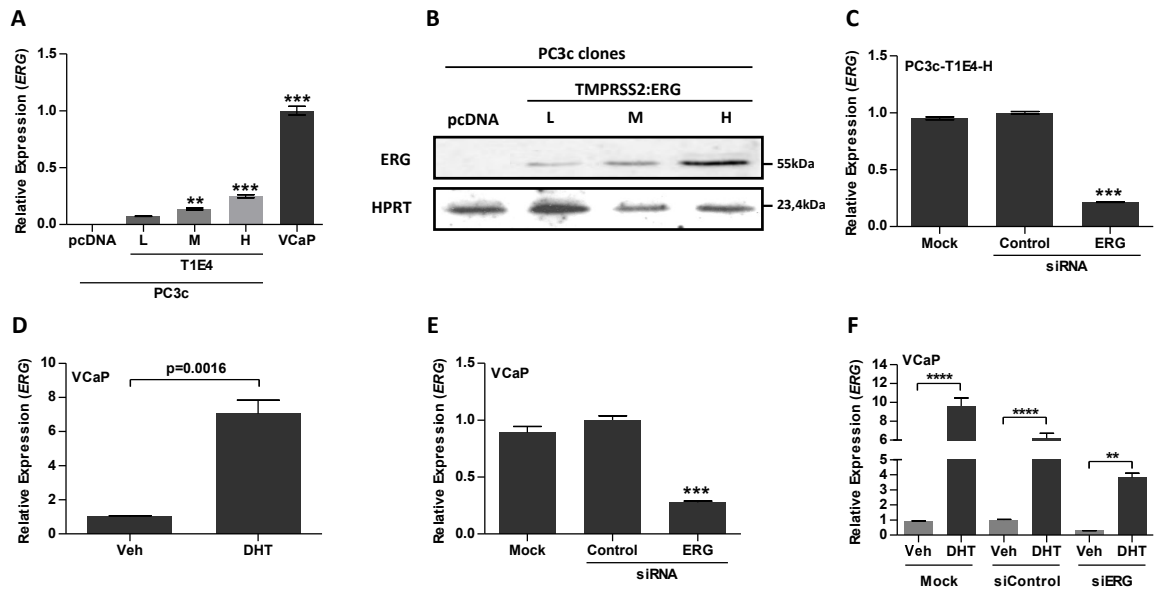 A
Relative Expression (ERG)
1.5
1.0
0.5
0.0
**
***
***
pcDNA L M H VCaP
T1E4
PC3c
B
PC3c clones
TMPRSS2:ERG
pcDNA L M H
ERG
55kDa
HPRT
23,4kDa
C
PC3c-T1E4-H
Relative Expression (ERG)
1.5
1.0
0.5
0.0
***
Mock Control ERG
siRNA
D
VCaP
Relative Expression (ERG)
10
8
6
4
2
0
p=0.0016
Veh DHT
E
VCaP
Relative Expression (ERG)
1.5
1.0
0.5
0.0
***
Mock Control ERG
siRNA
F
VCaP
Relative Expression (ERG)
14
12
10
8
6
5
4
3
2
1
0
****
****
**
Veh DHT Veh DHT Veh DHT
Mock siControl siERG